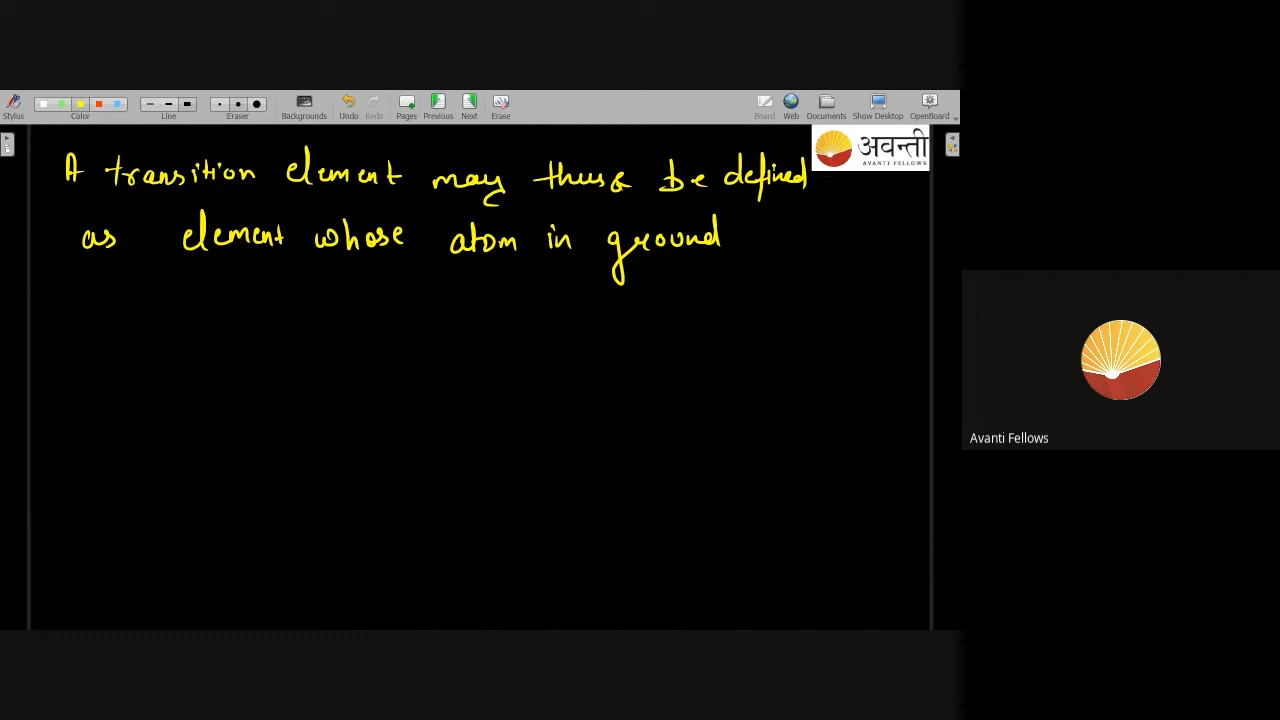 Stylus Color Line Eraser Backgrounds Undo Redo Pages Previous Next Erase Board Web Documents Show Desktop OpenBoard
अवन्ती
AVANTI FELLOWS
A transition element may thus be defined
as element whose atom in ground
Avanti Fellows